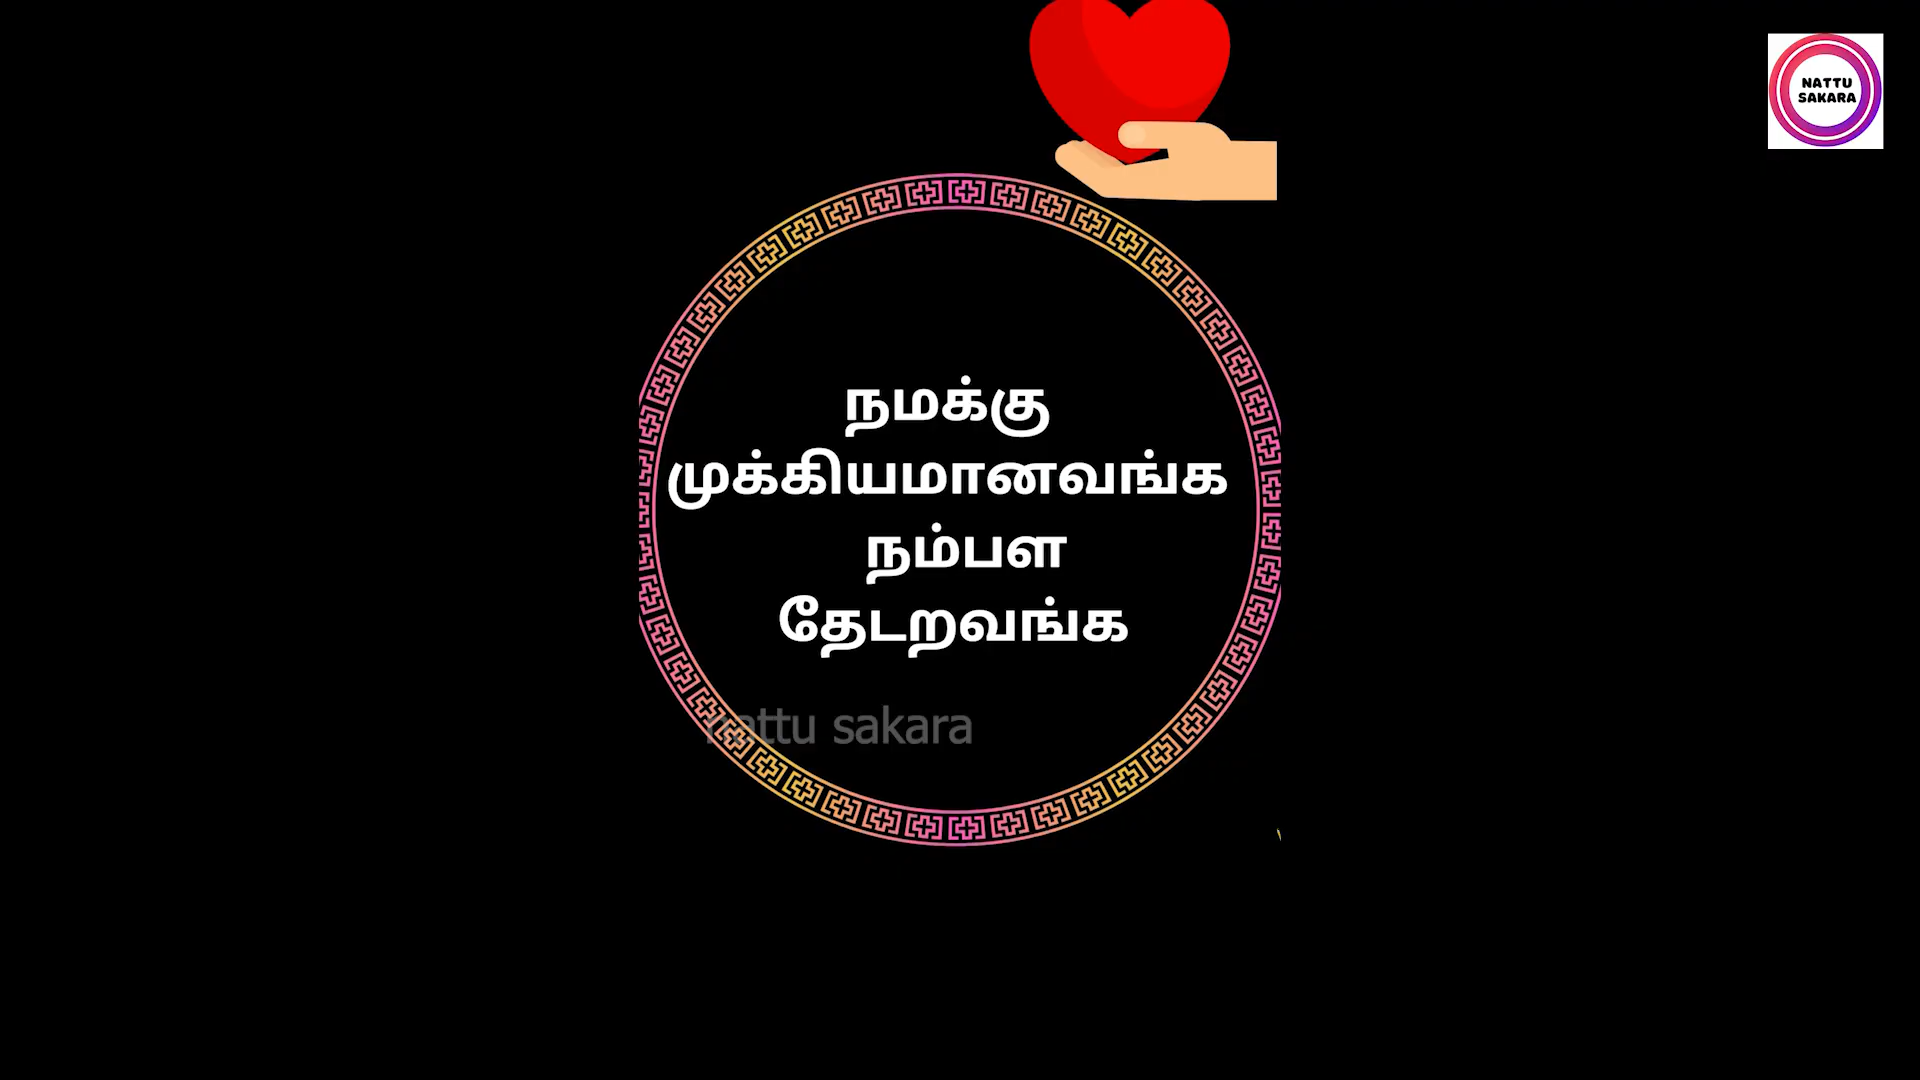 NATTU
SAKARA
நமக்கு
முக்கியமானவங்க
நம்பள
தேடறவங்க
nattu sakara